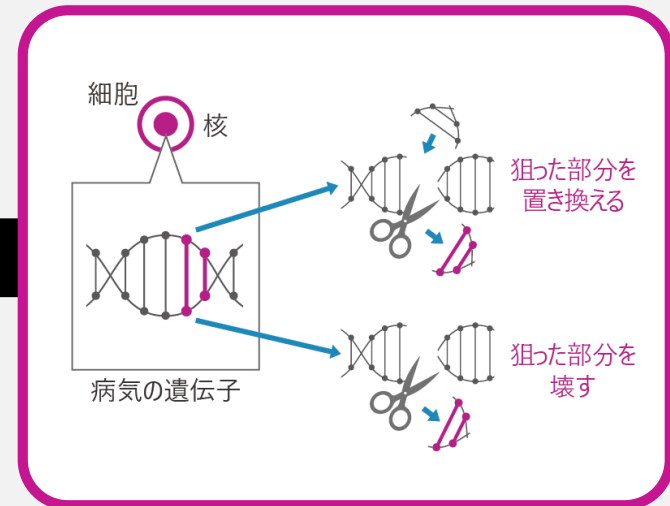 細胞
核
病気の遺伝子
狙った部分を
置き換える
狙った部分を
壊す